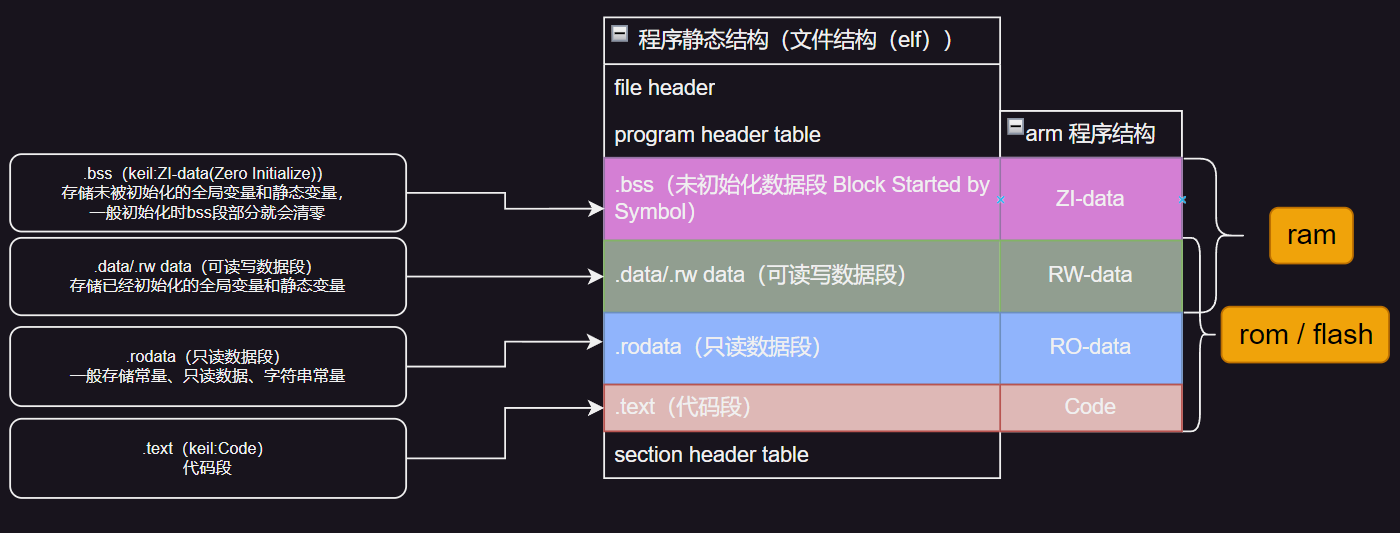 程序静态结构（文件结构（elf））
file header
program header table
arm 程序结构
.bss（keil:ZI-data(Zero Initialize)）
存储未被初始化的全局变量和静态变量，
一般初始化时bss段部分就会清零
.bss（未初始化数据段 Block Started by
Symbol）
ZI-data
ram
.data/.rw data（可读写数据段）
存储已经初始化的全局变量和静态变量
.data/.rw data（可读写数据段）
RW-data
rom / flash
.rodata（只读数据段）
一般存储常量、只读数据、字符串常量
.rodata（只读数据段）
RO-data
.text（keil:Code）
代码段
.text（代码段）
Code
section header table